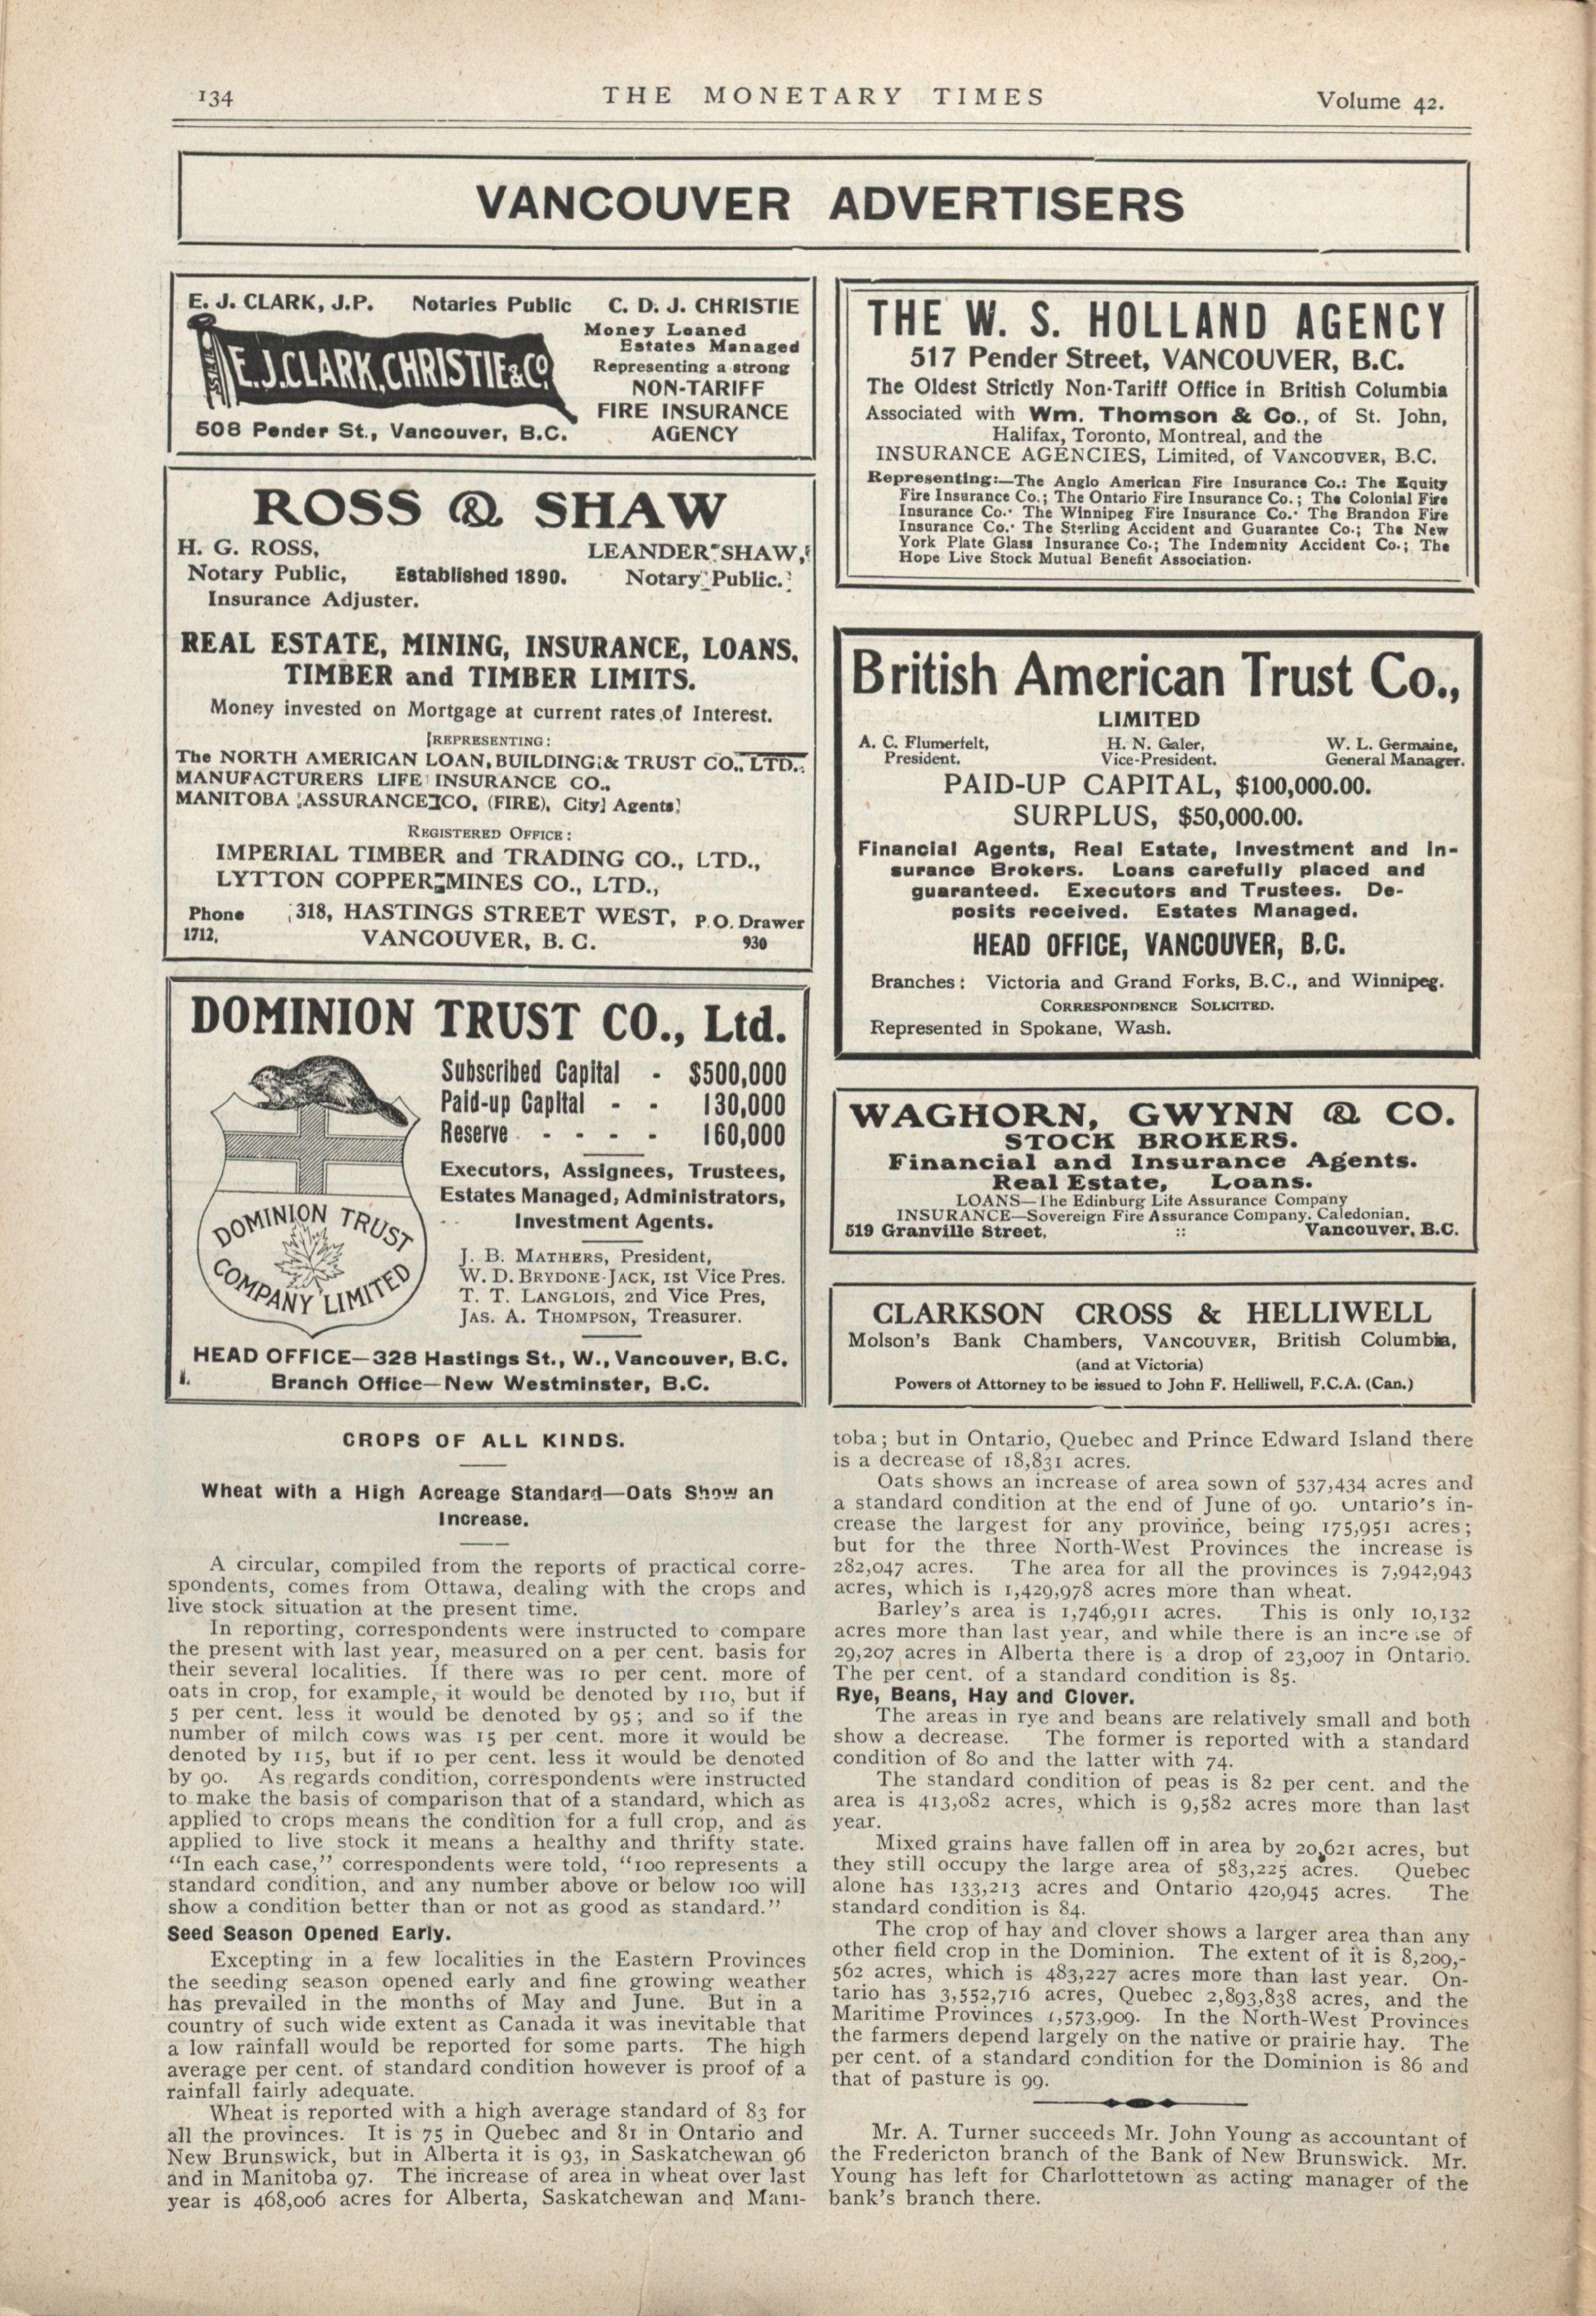 134
THE MONETARY TIMES
Volume 42.
VANCOUVER ADVERTISERS
E. J. CLARK, J.P. Notaries Public C. D. J. CHRISTIE
E.J.CLARK,CHRISTIE&Co.
Money Loaned
Estates Managed
Representing a strong
NON-TARIFF
FIRE INSURANCE
AGENCY
508 Pender St., Vancouver, B.C.
ROSS & SHAW
H. G. ROSS,
Notary Public,
Insurance Adjuster.
Established 1890.
LEANDER SHAW,
Notary Public.
REAL ESTATE, MINING, INSURANCE, LOANS,
TIMBER and TIMBER LIMITS.
Money invested on Mortgage at current rates of Interest.
REPRESENTING:
The NORTH AMERICAN LOAN, BUILDING & TRUST CO., LTD.
MANUFACTURERS LIFE INSURANCE CO.,
MANITOBA ASSURANCE CO, (FIRE), City Agents
REGISTERED OFFICE:
IMPERIAL TIMBER and TRADING CO., LTD.,
LYTTON COPPER MINES CO., LTD.,
Phone 318, HASTINGS STREET WEST, P.O. Drawer
1712, VANCOUVER, B. C. 930
DOMINION TRUST CO., Ltd.
Subscribed Capital - $500,000
Paid-up Capital - - 130,000
Reserve - - - - 160,000
Executors, Assignees, Trustees,
Estates Managed, Administrators,
Investment Agents.
J. B. MATHERS, President,
W. D. BRYDONE-JACK, 1st Vice Pres.
T. T. LANGLOIS, 2nd Vice Pres,
JAS. A. THOMPSON, Treasurer.
DOMINION TRUST
COMPANY LIMITED
HEAD OFFICE—328 Hastings St., W., Vancouver, B.C.
Branch Office—New Westminster, B.C.
THE W. S. HOLLAND AGENCY
517 Pender Street, VANCOUVER, B.C.
The Oldest Strictly Non-Tariff Office in British Columbia
Associated with Wm. Thomson & Co., of St. John,
Halifax, Toronto, Montreal, and the
INSURANCE AGENCIES, Limited, of VANCOUVER, B.C.
Representing:—The Anglo American Fire Insurance Co.: The Equity
Fire Insurance Co.; The Ontario Fire Insurance Co.; The Colonial Fire
Insurance Co.· The Winnipeg Fire Insurance Co.· The Brandon Fire
Insurance Co.· The Sterling Accident and Guarantee Co.; The New
York Plate Glass Insurance Co.; The Indemnity Accident Co.; The
Hope Live Stock Mutual Benefit Association.
British American Trust Co.,
LIMITED
A. C. Flumerfelt, H. N. Galer, W. L. Germaine,
President. Vice-President. General Manager.
PAID-UP CAPITAL, $100,000.00.
SURPLUS, $50,000.00.
Financial Agents, Real Estate, Investment and In-
surance Brokers. Loans carefully placed and
guaranteed. Executors and Trustees. De-
posits received. Estates Managed.
HEAD OFFICE, VANCOUVER, B.C.
Branches: Victoria and Grand Forks, B.C., and Winnipeg.
CORRESPONDENCE SOLICITED.
Represented in Spokane, Wash.
WAGHORN, GWYNN & CO.
STOCK BROKERS.
Financial and Insurance Agents.
Real Estate, Loans.
LOANS—The Edinburg Life Assurance Company
INSURANCE—Sovereign Fire Assurance Company. Caledonian.
519 Granville Street, :: Vancouver, B.C.
CLARKSON CROSS & HELLIWELL
Molson's Bank Chambers, VANCOUVER, British Columbia,
(and at Victoria)
Powers of Attorney to be issued to John F. Helliwell, F.C.A. (Can.)
CROPS OF ALL KINDS.
Wheat with a High Acreage Standard—Oats Show an
Increase.
A circular, compiled from the reports of practical corre-
spondents, comes from Ottawa, dealing with the crops and
live stock situation at the present time.
In reporting, correspondents were instructed to compare
the present with last year, measured on a per cent. basis for
their several localities. If there was 10 per cent. more of
oats in crop, for example, it would be denoted by 110, but if
5 per cent. less it would be denoted by 95; and so if the
number of milch cows was 15 per cent. more it would be
denoted by 115, but if 10 per cent. less it would be denoted
by 90. As regards condition, correspondents were instructed
to make the basis of comparison that of a standard, which as
applied to crops means the condition for a full crop, and as
applied to live stock it means a healthy and thrifty state.
"In each case," correspondents were told, "100 represents a
standard condition, and any number above or below 100 will
show a condition better than or not as good as standard."
Seed Season Opened Early.
Excepting in a few localities in the Eastern Provinces
the seeding season opened early and fine growing weather
has prevailed in the months of May and June. But in a
country of such wide extent as Canada it was inevitable that
a low rainfall would be reported for some parts. The high
average per cent. of standard condition however is proof of a
rainfall fairly adequate.
Wheat is reported with a high average standard of 83 for
all the provinces. It is 75 in Quebec and 81 in Ontario and
New Brunswick, but in Alberta it is 93, in Saskatchewan 96
and in Manitoba 97. The increase of area in wheat over last
year is 468,006 acres for Alberta, Saskatchewan and Mani-
toba; but in Ontario, Quebec and Prince Edward Island there
is a decrease of 18,831 acres.
Oats shows an increase of area sown of 537,434 acres and
a standard condition at the end of June of 90. Ontario's in-
crease the largest for any province, being 175,951 acres;
but for the three North-West Provinces the increase is
282,047 acres. The area for all the provinces is 7,942,943
acres, which is 1,429,978 acres more than wheat.
Barley's area is 1,746,911 acres. This is only 10,132
acres more than last year, and while there is an increase of
29,207 acres in Alberta there is a drop of 23,007 in Ontario.
The per cent. of a standard condition is 85.
Rye, Beans, Hay and Clover.
The areas in rye and beans are relatively small and both
show a decrease. The former is reported with a standard
condition of 80 and the latter with 74.
The standard condition of peas is 82 per cent. and the
area is 413,082 acres, which is 9,582 acres more than last
year.
Mixed grains have fallen off in area by 20,621 acres, but
they still occupy the large area of 583,225 acres. Quebec
alone has 133,213 acres and Ontario 420,945 acres. The
standard condition is 84.
The crop of hay and clover shows a larger area than any
other field crop in the Dominion. The extent of it is 8,209,-
562 acres, which is 483,227 acres more than last year. On-
tario has 3,552,716 acres, Quebec 2,893,838 acres, and the
Maritime Provinces 1,573,909. In the North-West Provinces
the farmers depend largely on the native or prairie hay. The
per cent. of a standard condition for the Dominion is 86 and
that of pasture is 99.
Mr. A. Turner succeeds Mr. John Young as accountant of
the Fredericton branch of the Bank of New Brunswick. Mr.
Young has left for Charlottetown as acting manager of the
bank's branch there.